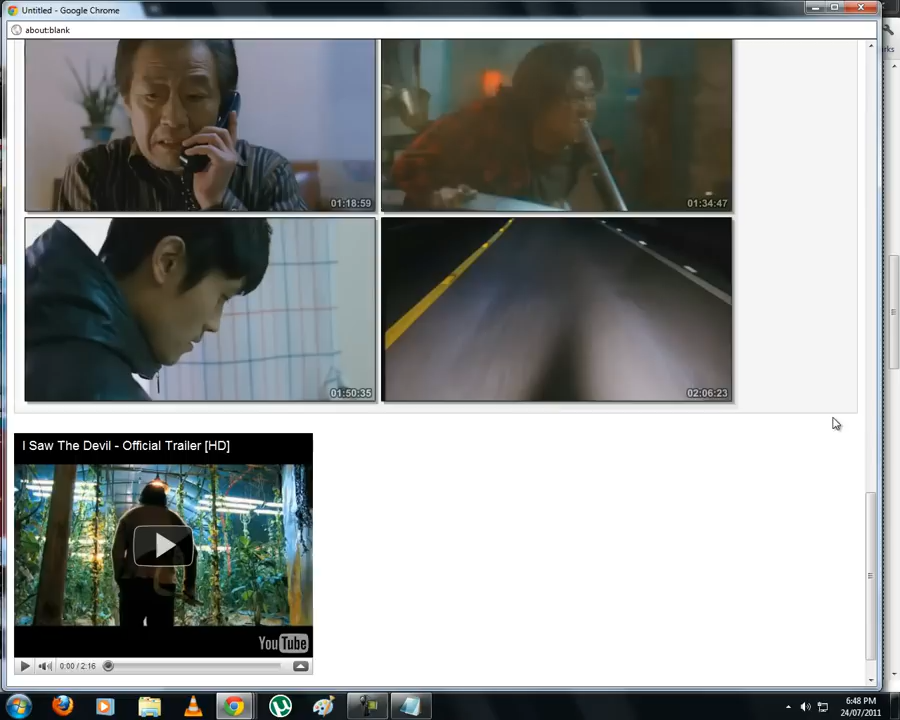 Untitled - Google Chrome
about:blank
01:18:59
01:34:47
01:50:35
02:06:23
I Saw The Devil - Official Trailer [HD]
YouTube
0:00 / 2:16
6:48 PM
24/07/2011